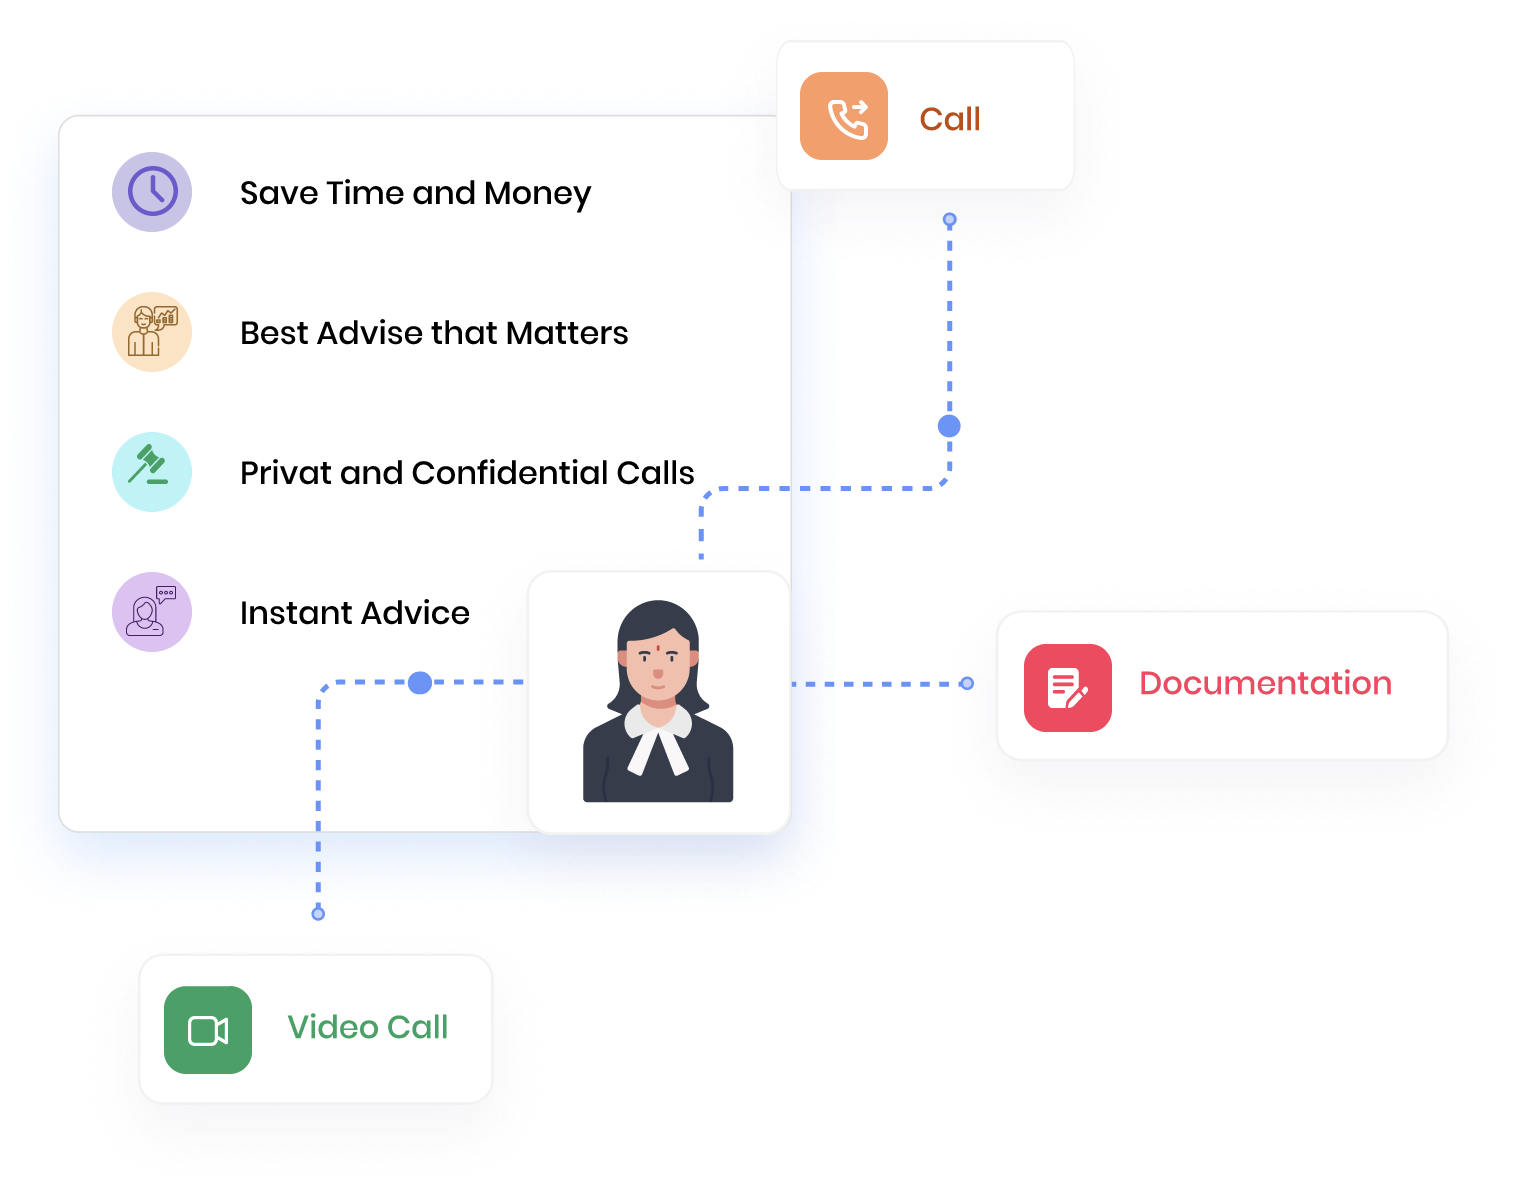 Call
Save Time and Money
Best Advise that Matters
Privat and Confidential Calls
Instant Advice
Documentation
Video Call